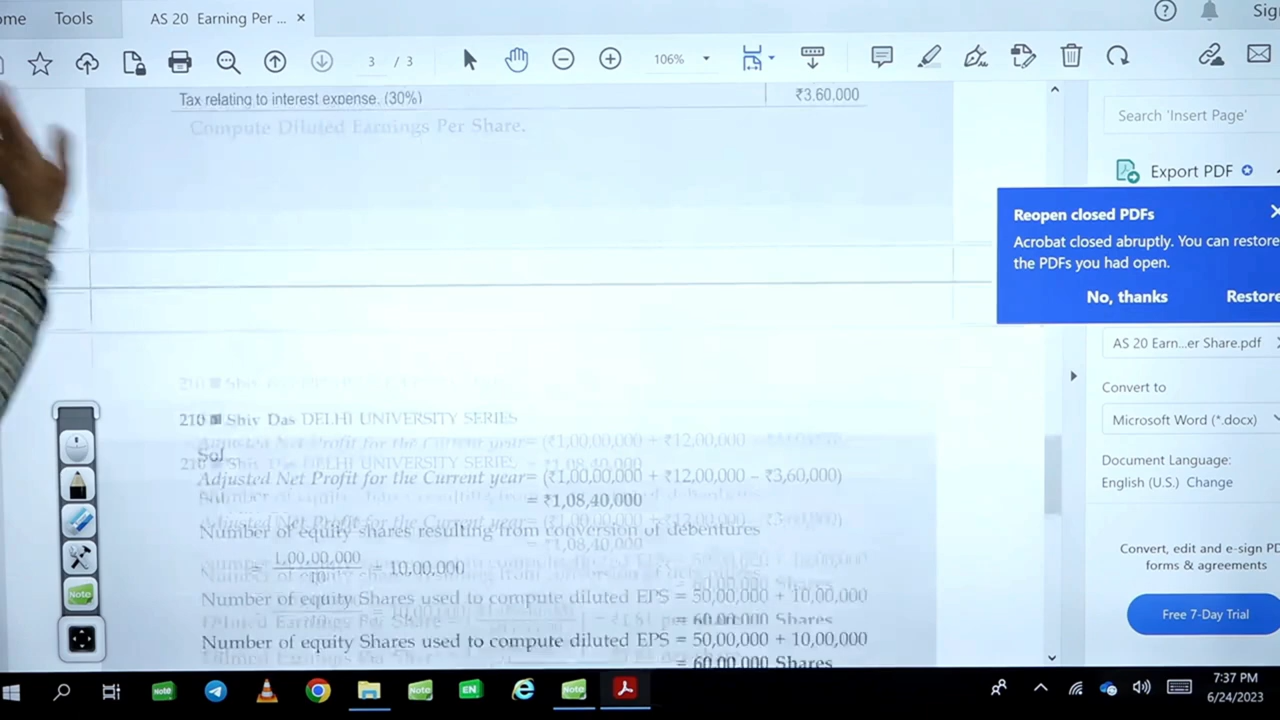 ome Tools AS 20 Earning Per ... × Sig
3 / 3 106%
Search 'Insert Page'
Tax relating to interest expense, (30%) ₹3,60,000
Compute Diluted Earnings Per Share.
Export PDF
Reopen closed PDFs
Acrobat closed abruptly. You can restore
the PDFs you had open.
No, thanks Restore
AS 20 Earn...er Share.pdf
Convert to
Microsoft Word (*.docx)
Document Language:
English (U.S.) Change
Convert, edit and e-sign PD
forms & agreements
Free 7-Day Trial
210 ■ Shiv Das DELHI UNIVERSITY SERIES
Sol.
Adjusted Net Profit for the Current year= (₹1,00,00,000 + ₹12,00,000 − ₹3,60,000)
= ₹1,08,40,000
Number of equity shares resulting from conversion of debentures
= 1,00,00,000 / 10 = 10,00,000
Number of equity Shares used to compute diluted EPS = 50,00,000 + 10,00,000
= 60,00,000 Shares
Number of equity Shares used to compute diluted EPS = 50,00,000 + 10,00,000
= 60,00,000 Shares
Note
Note Note EN Note
7:37 PM
6/24/2023